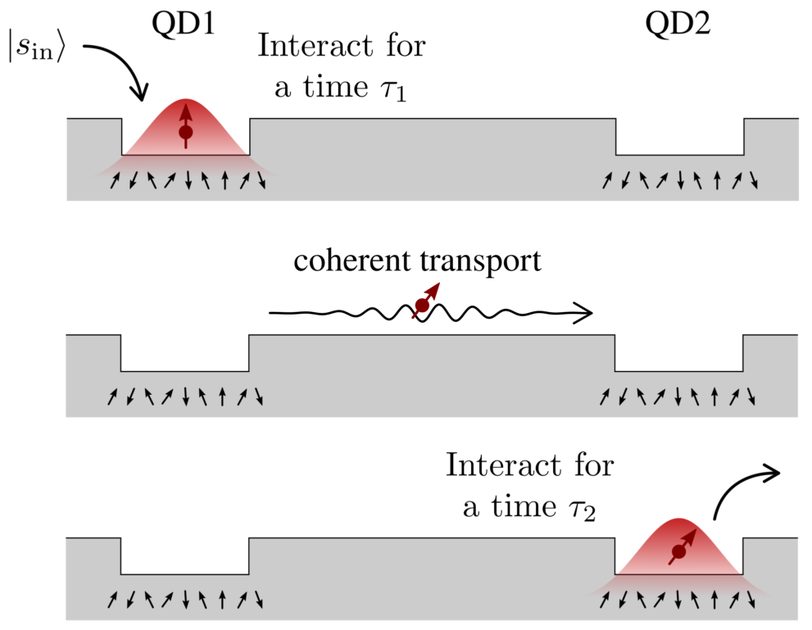 QD1
QD2
|s_in⟩
Interact for
a time τ₁
coherent transport
Interact for
a time τ₂